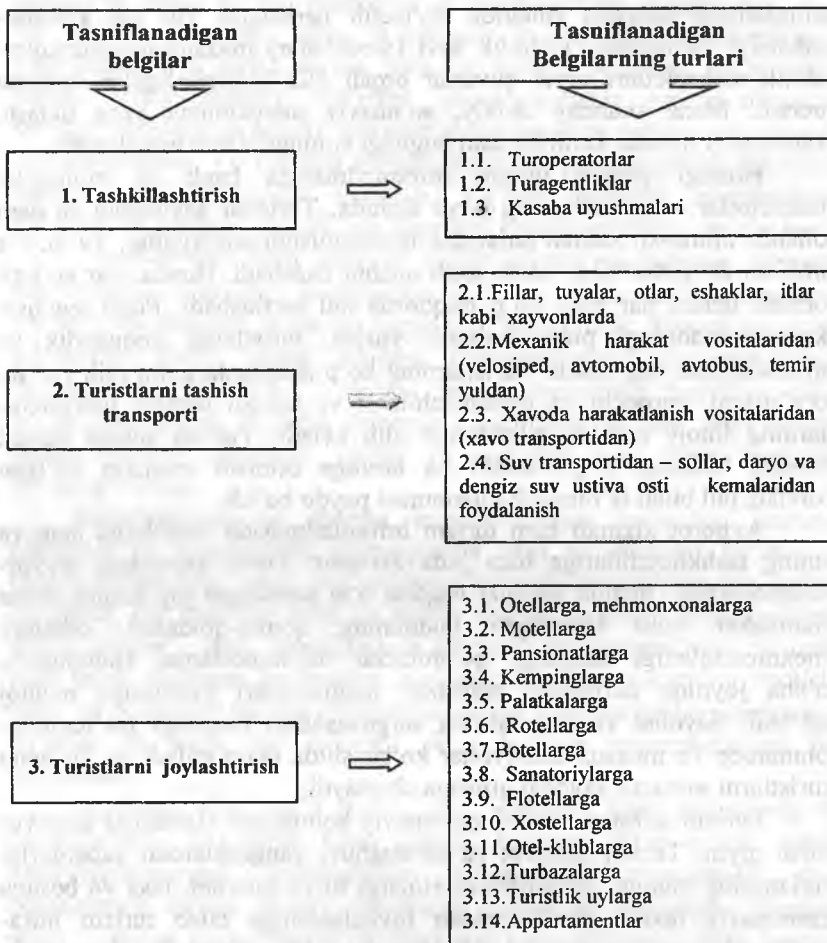 Tasniflanadigan
belgilar
Tasniflanadigan
Belgilarning turlari
1. Tashkillashtirish
1.1. Turoperatorlar
1.2. Turagentliklar
1.3. Kasaba uyushmalari
2. Turistlarni tashish
transporti
2.1.Fillar, tuyalar, otlar, eshaklar, itlar
kabi xayvonlarda
2.2.Mexanik harakat vositalaridan
(velosiped, avtomobil, avtobus, temir
yuldan)
2.3. Xavoda harakatlanish vositalaridan
(xavo transportidan)
2.4. Suv transportidan – sollar, daryo va
dengiz suv ustiva osti kemalaridan
foydalanish
3. Turistlarni joylashtirish
3.1. Otellarga, mehmonxonalarga
3.2. Motellarga
3.3. Pansionatlarga
3.4. Kempinglarga
3.5. Palatkalarga
3.6. Rotellarga
3.7.Botellarga
3.8. Sanatoriylarga
3.9. Flotellarga
3.10. Xostellarga
3.11.Otel-klublarga
3.12.Turbazalarga
3.13.Turistlik uylarga
3.14.Appartamentlar